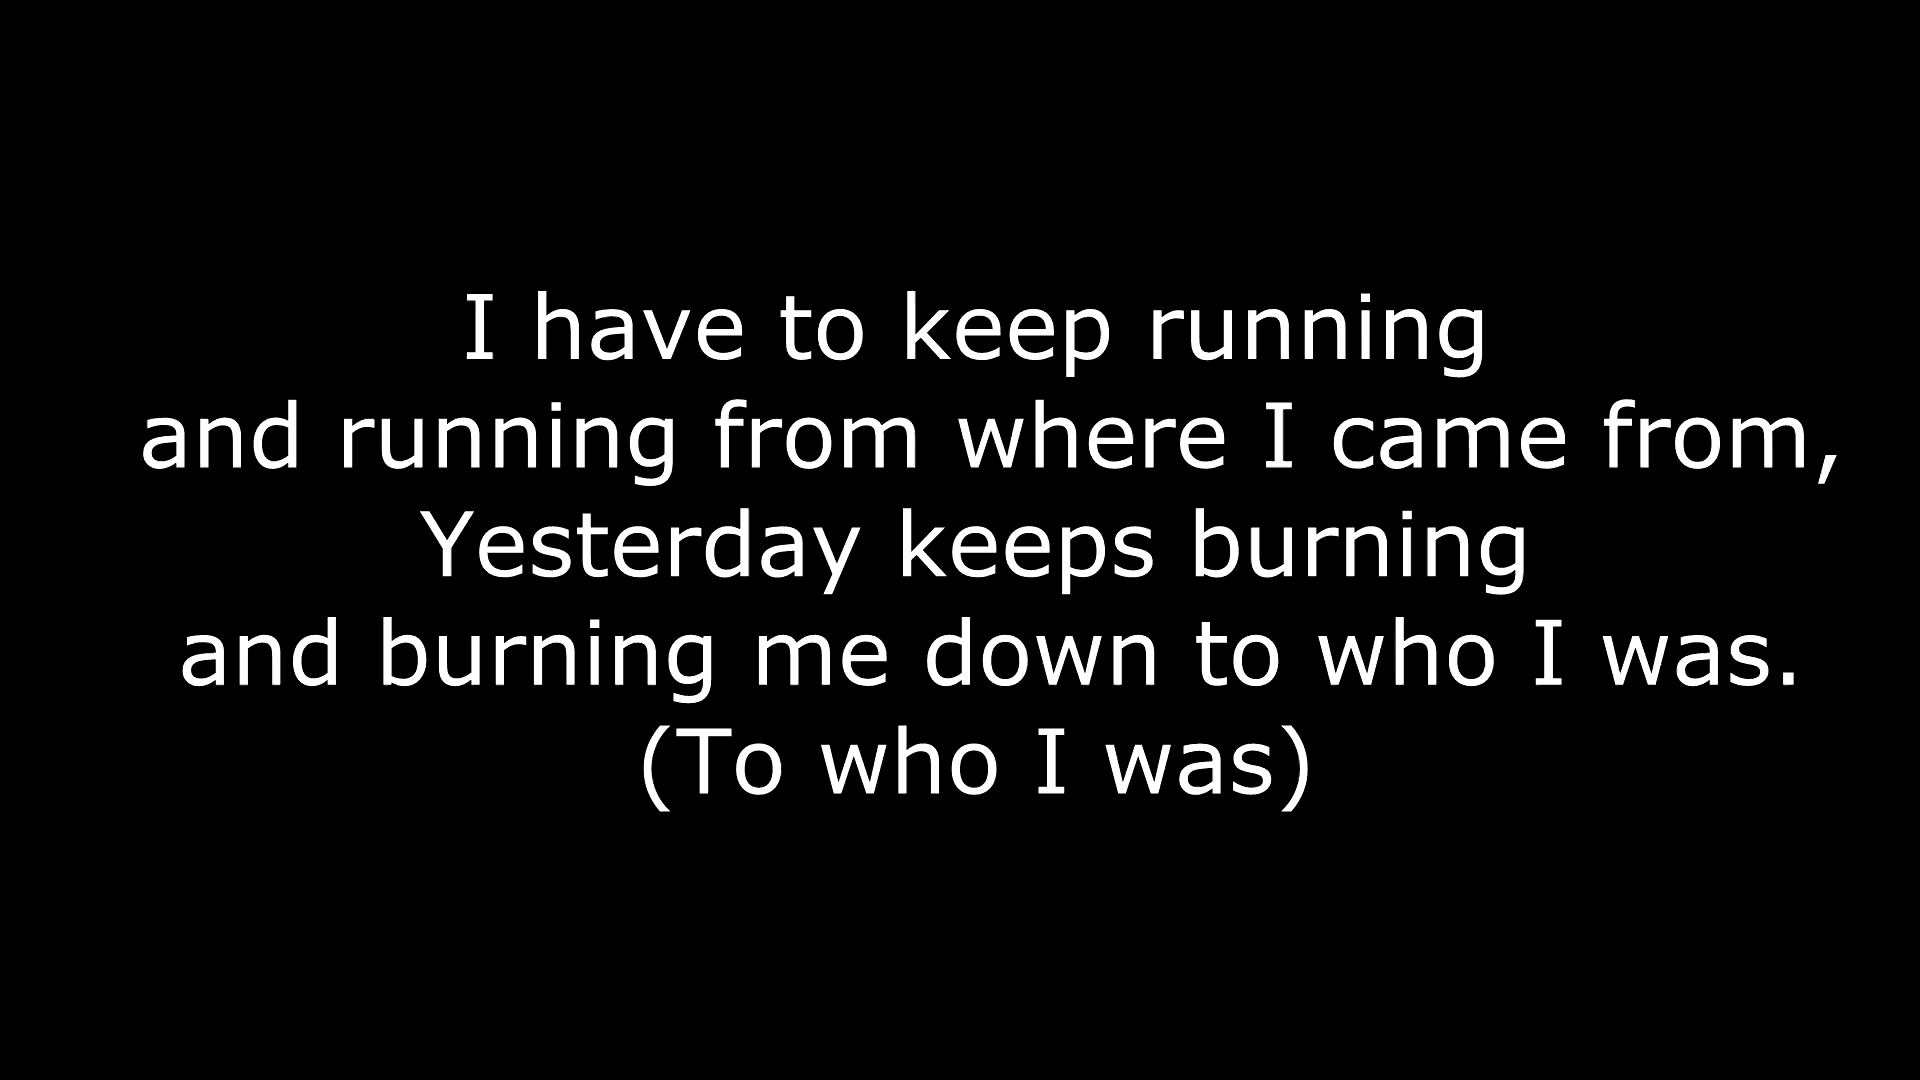 I have to keep running
and running from where I came from,
Yesterday keeps burning
and burning me down to who I was.
(To who I was)